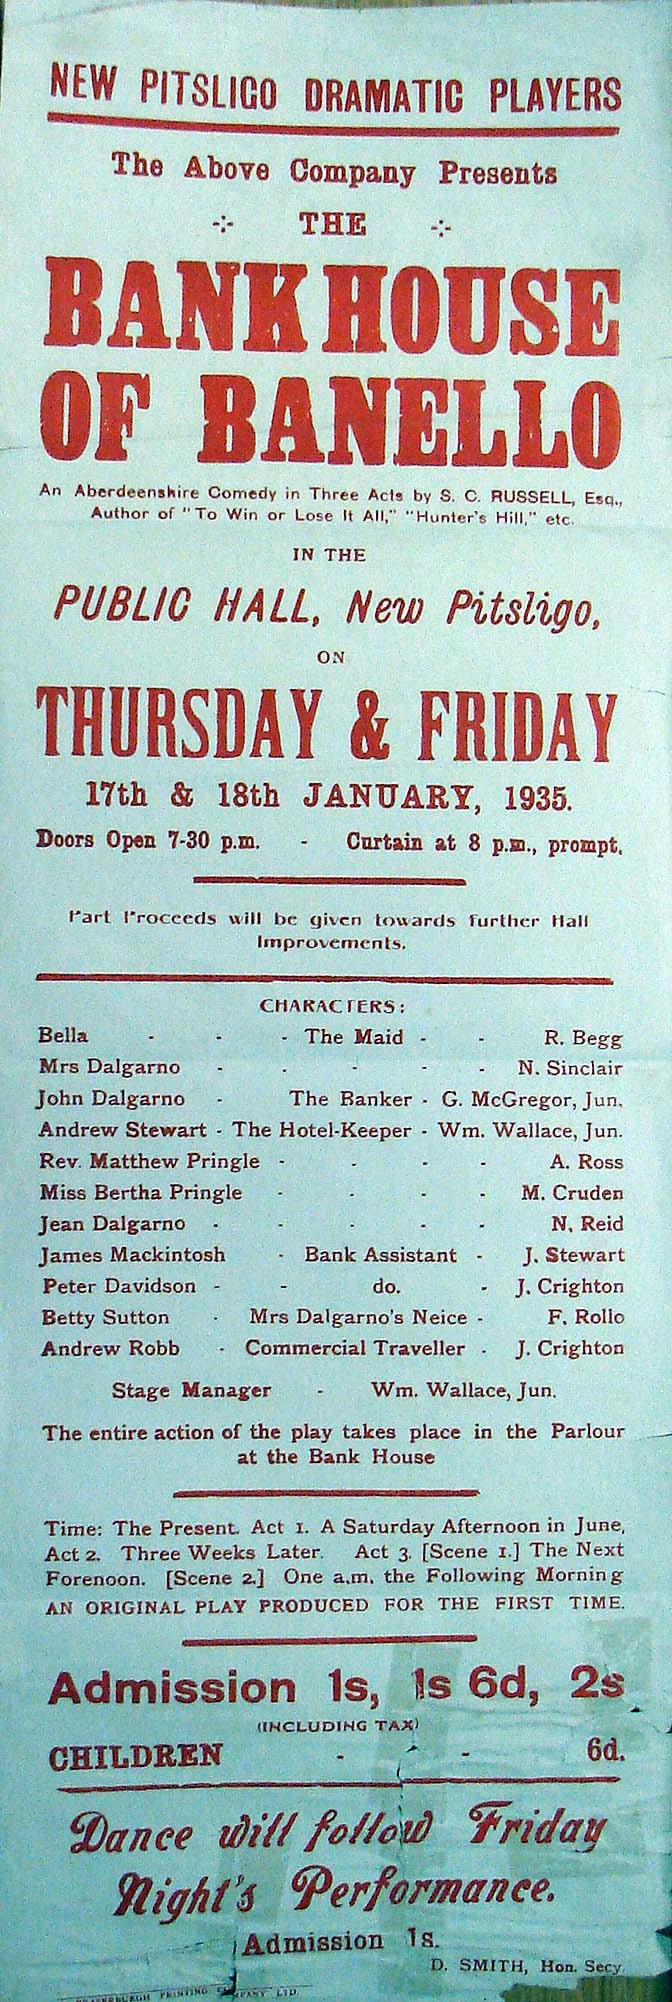 NEW PITSLIGO DRAMATIC PLAYERS
The Above Company Presents
THE
BANK HOUSE
OF BANELLO
An Aberdeenshire Comedy in Three Acts by S. C. RUSSELL, Esq.,
Author of "To Win or Lose It All," "Hunter's Hill," etc.
IN THE
PUBLIC HALL, New Pitsligo,
ON
THURSDAY & FRIDAY
17th & 18th JANUARY, 1935.
Doors Open 7-30 p.m. - Curtain at 8 p.m., prompt.
Part Proceeds will be given towards further Hall
Improvements.
CHARACTERS:
Bella - - - The Maid - - R. Begg
Mrs Dalgarno - - - - - N. Sinclair
John Dalgarno - The Banker - G. McGregor, Jun.
Andrew Stewart - The Hotel-Keeper - Wm. Wallace, Jun.
Rev. Matthew Pringle - - - - A. Ross
Miss Bertha Pringle - - - - M. Cruden
Jean Dalgarno - - - - - N. Reid
James Mackintosh - Bank Assistant - J. Stewart
Peter Davidson - - do. - J. Crighton
Betty Sutton - Mrs Dalgarno's Neice - F. Rollo
Andrew Robb - Commercial Traveller - J. Crighton
Stage Manager - Wm. Wallace, Jun.
The entire action of the play takes place in the Parlour
at the Bank House
Time: The Present. Act 1. A Saturday Afternoon in June,
Act 2. Three Weeks Later. Act 3. [Scene 1.] The Next
Forenoon. [Scene 2.] One a.m. the Following Morning
AN ORIGINAL PLAY PRODUCED FOR THE FIRST TIME.
Admission 1s, 1s 6d, 2s
(INCLUDING TAX)
CHILDREN - - 6d.
Dance will follow Friday
Night's Performance.
Admission 1s.
D. SMITH, Hon. Secy.
PRINTING COMPANY LTD.